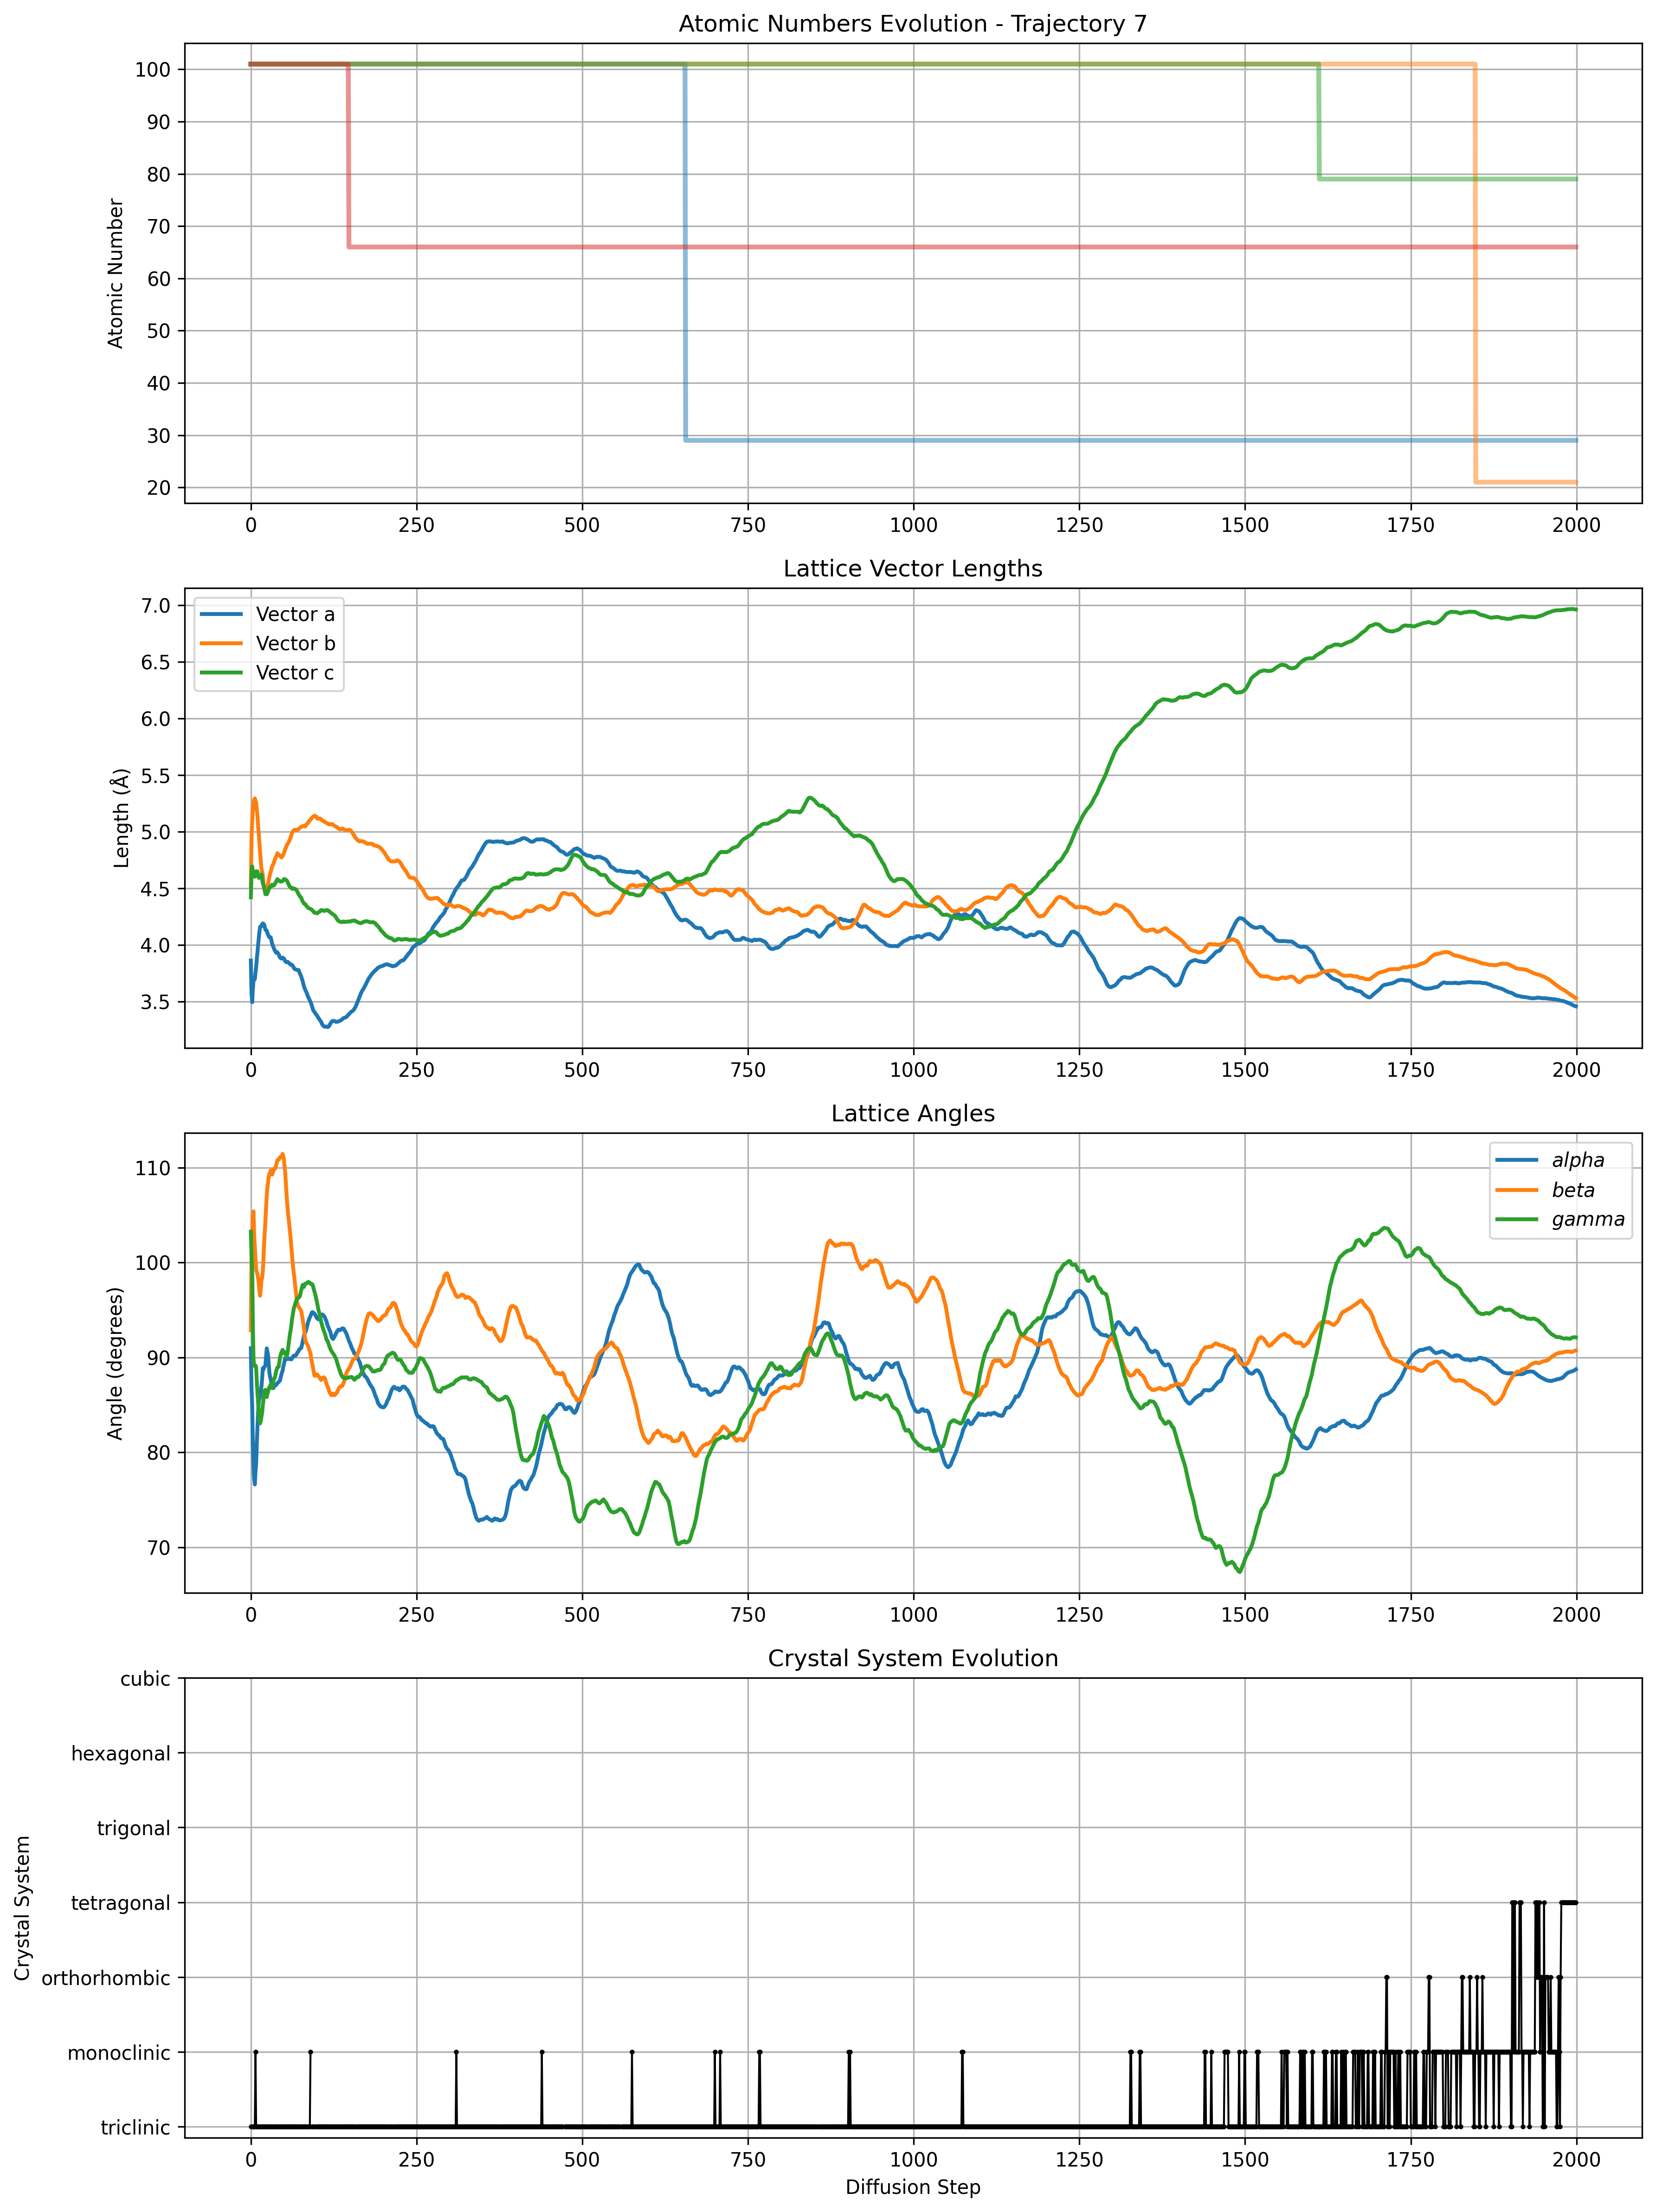 Atomic Numbers Evolution - Trajectory 7
Atomic Number
100
90
80
70
60
50
40
30
20
0 250 500 750 1000 1250 1500 1750 2000
Lattice Vector Lengths
Length (Å)
7.0
6.5
6.0
5.5
5.0
4.5
4.0
3.5
Vector a
Vector b
Vector c
0 250 500 750 1000 1250 1500 1750 2000
Lattice Angles
Angle (degrees)
110
100
90
80
70
alpha
beta
gamma
0 250 500 750 1000 1250 1500 1750 2000
Crystal System Evolution
Crystal System
cubic
hexagonal
trigonal
tetragonal
orthorhombic
monoclinic
triclinic
0 250 500 750 1000 1250 1500 1750 2000
Diffusion Step